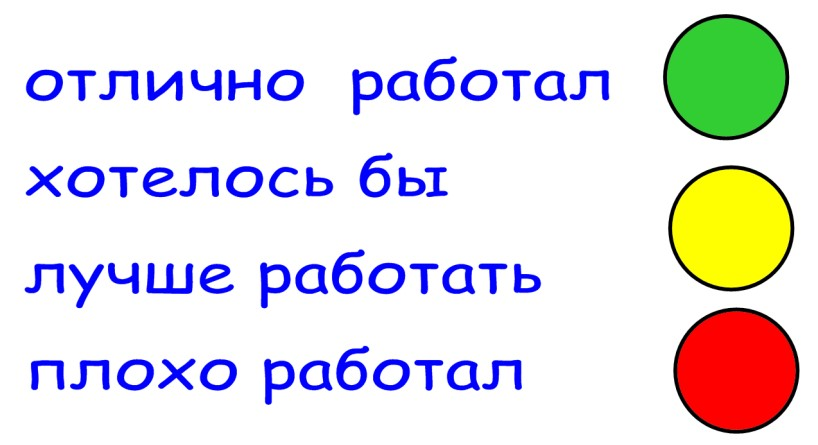 отлично работал
хотелось бы
лучше работать
плохо работал